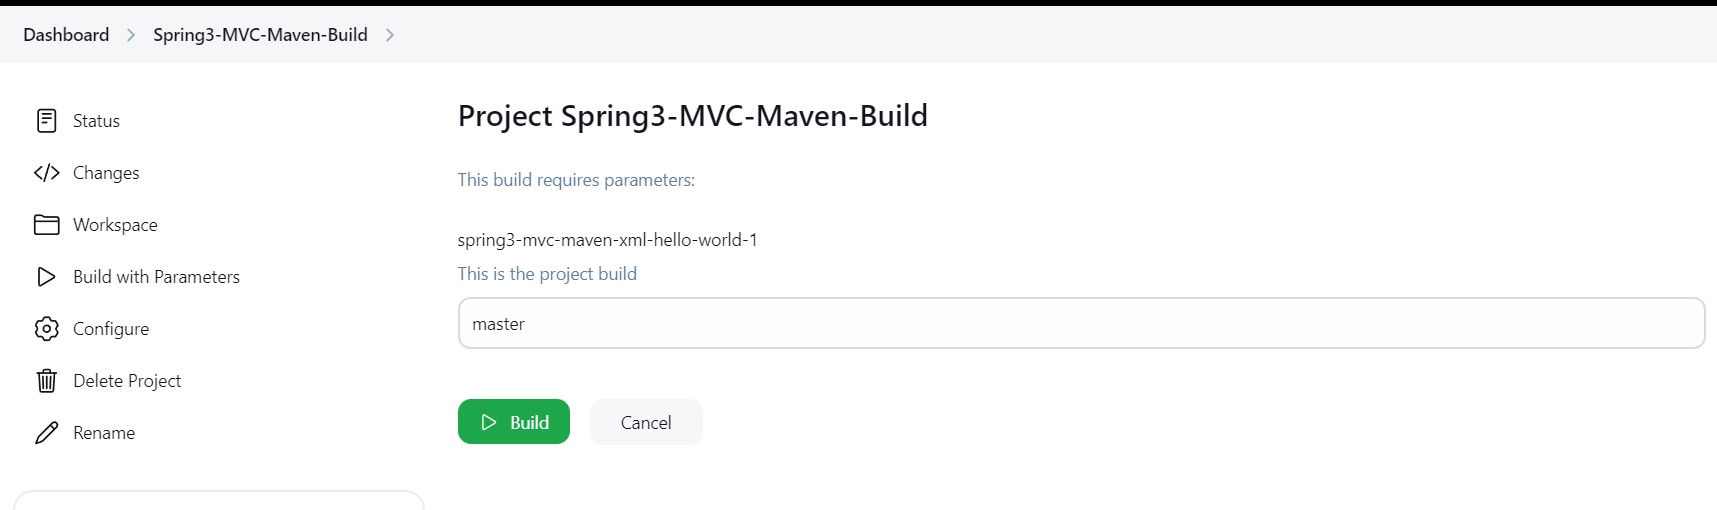 Dashboard Spring3-MVC-Maven-Build
Status
Changes
Workspace
Build with Parameters
Configure
Delete Project
Rename
Project Spring3-MVC-Maven-Build
This build requires parameters:
spring3-mvc-maven-xml-hello-world-1
This is the project build
master
Build Cancel